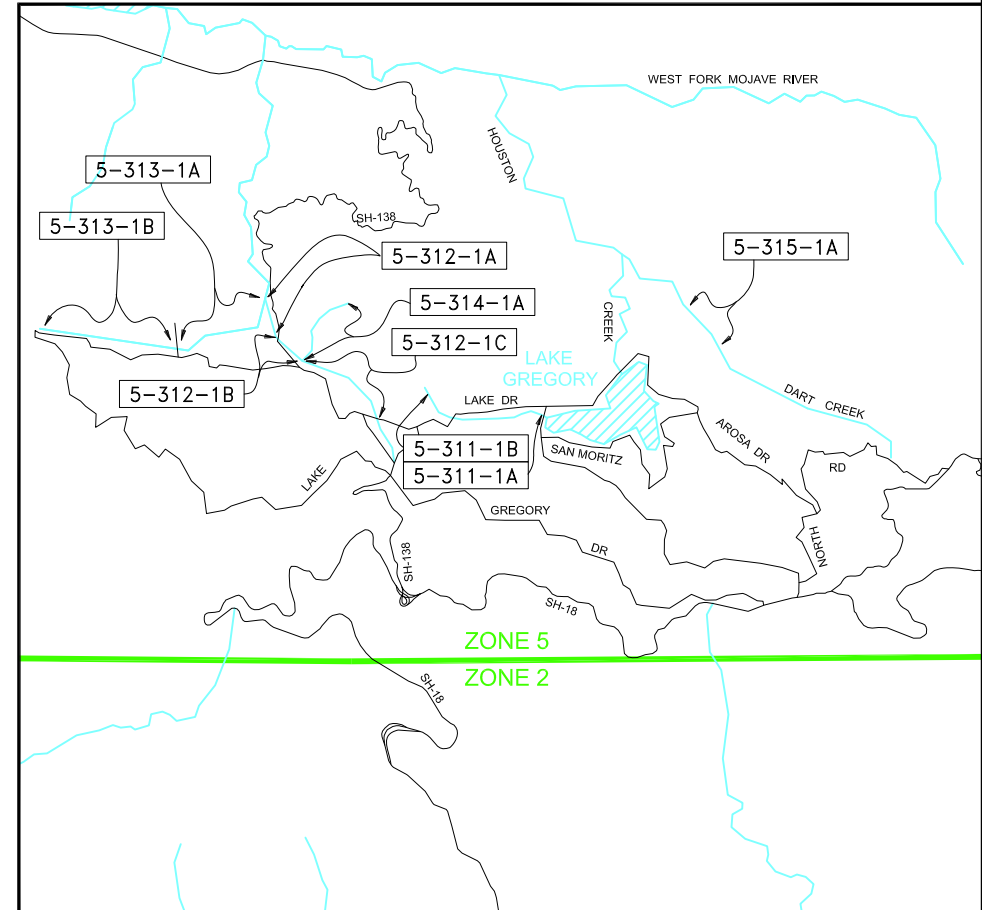 WEST FORK MOJAVE RIVER
HOUSTON
5-313-1A
5-313-1B
SH-138
5-312-1A
5-315-1A
5-314-1A
CREEK
5-312-1C
LAKE
GREGORY
5-312-1B
LAKE DR
DART CREEK
AROSA DR
5-311-1B
SAN MORITZ
5-311-1A
RD
LAKE
GREGORY
DR
NORTH
SH-138
SH-18
ZONE 5
ZONE 2
SH-18